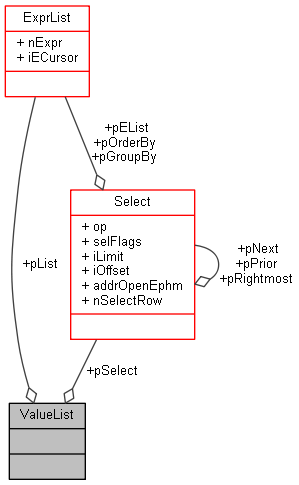 ExprList
+ nExpr
+ iECursor
+pEList
+pOrderBy
+pGroupBy
Select
+ op
+ selFlags
+ iLimit
+ iOffset
+ addrOpenEphm
+ nSelectRow
+pNext
+pPrior
+pRightmost
+pList
+pSelect
ValueList